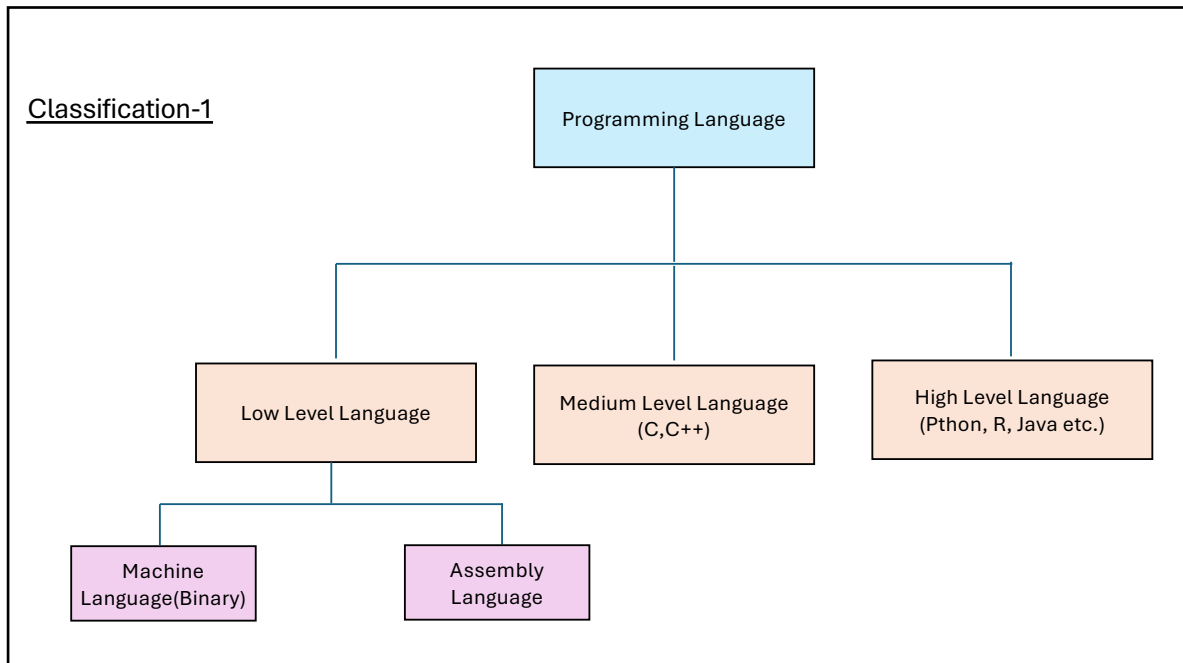 Classification-1
Programming Language
Low Level Language
Medium Level Language
(C,C++)
High Level Language
(Pthon, R, Java etc.)
Machine
Language(Binary)
Assembly
Language